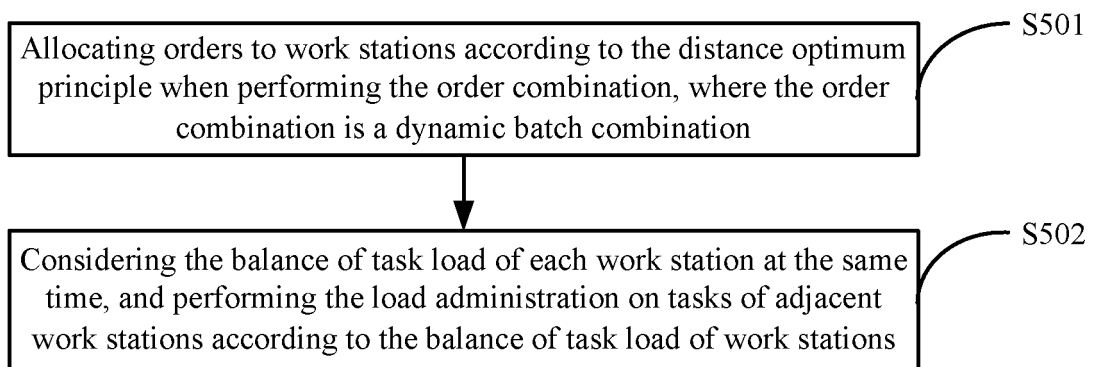 S501
Allocating orders to work stations according to the distance optimum
principle when performing the order combination, where the order
combination is a dynamic batch combination
S502
Considering the balance of task load of each work station at the same
time, and performing the load administration on tasks of adjacent
work stations according to the balance of task load of work stations